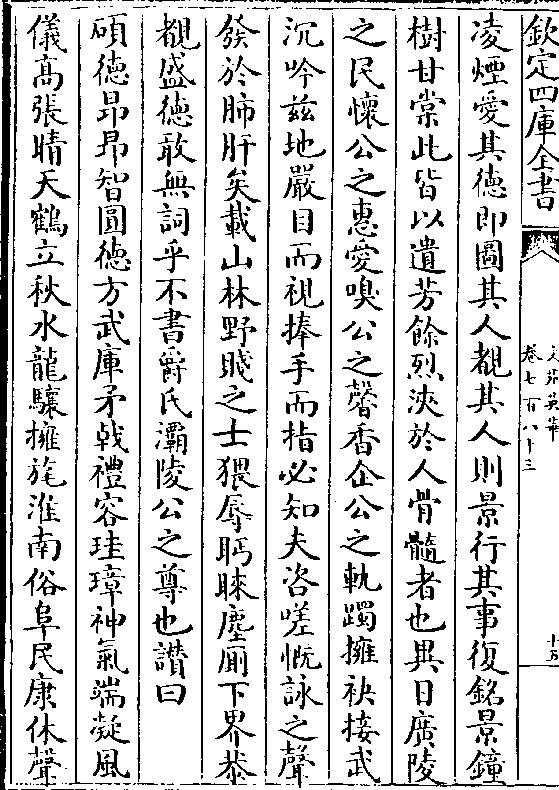 欽定四庫全書
文苑英華
卷七百八十三
十五
凌煙愛其德即圖其人覩其人則景行其事復銘景鐘
樹甘棠此皆以遺芳餘烈浹於人骨髓者也異日廣陵
之民懷公之惠愛嗅公之馨香企公之軌躅擁袂接武
沉吟兹地嚴目而視捧手而指必知夫咨嗟慨詠之聲
發於肺肝矣載山林野賤之士猥辱眄睞塵厠下界恭
覩盛德敢無詞乎不書爵氏灞陵公之尊也讃曰
碩德昂昂智圓德方武庫矛㦸禮容珪璋神氣端凝風
儀高張晴天鶴立秋水龍驤擁旄淮南俗阜民康休聲